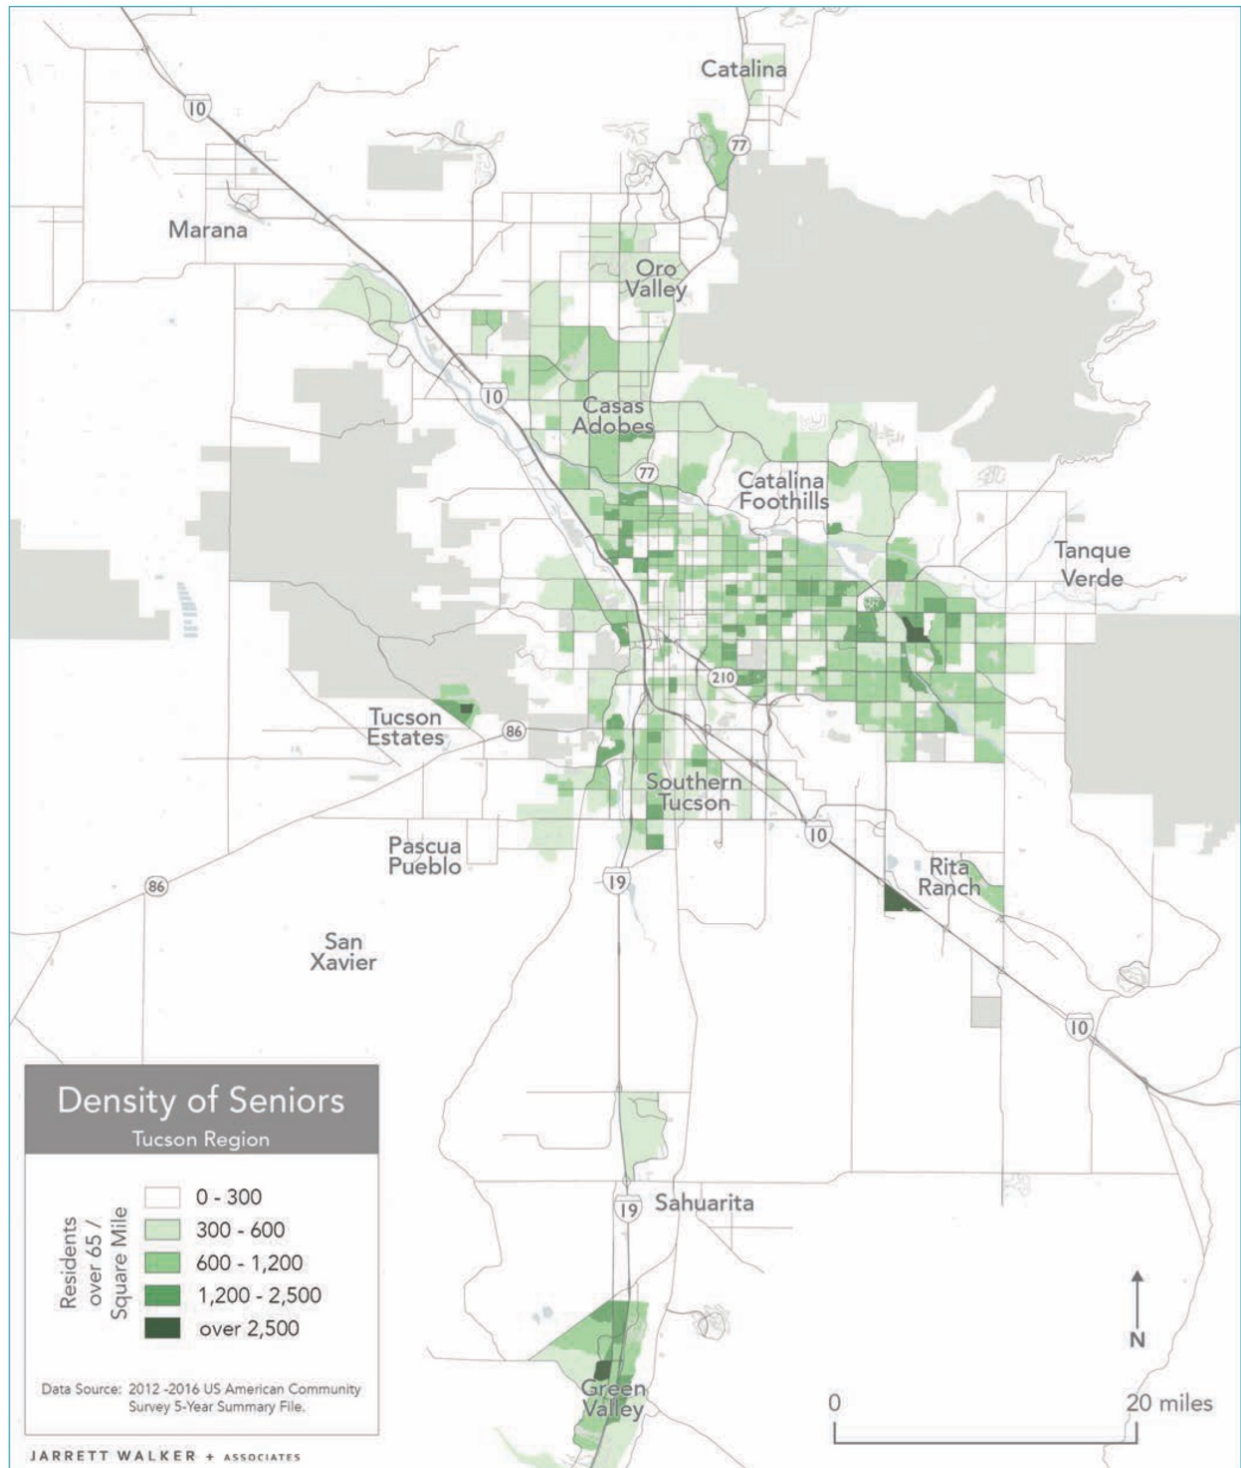 Catalina
10
77
Marana
Oro
Valley
10
Casas
Adobes
77
Catalina
Foothills
Tanque
Verde
210
Tucson
Estates
86
Southern
Tucson
10
Pascua
Pueblo
Rita
Ranch
86
19
San
Xavier
10
Density of Seniors
Tucson Region
Residents
over 65 /
Square Mile
0 - 300
300 - 600
600 - 1,200
1,200 - 2,500
over 2,500
Data Source: 2012 -2016 US American Community
Survey 5-Year Summary File.
19
Sahuarita
Green
Valley
N
0
20 miles
JARRETT WALKER + ASSOCIATES